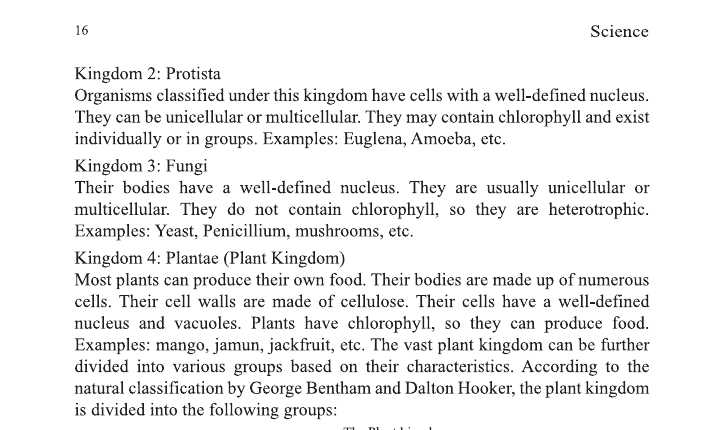 16
Science
Kingdom 2: Protista
Organisms classified under this kingdom have cells with a well-defined nucleus.
They can be unicellular or multicellular. They may contain chlorophyll and exist
individually or in groups. Examples: Euglena, Amoeba, etc.
Kingdom 3: Fungi
Their bodies have a well-defined nucleus. They are usually unicellular or
multicellular. They do not contain chlorophyll, so they are heterotrophic.
Examples: Yeast, Penicillium, mushrooms, etc.
Kingdom 4: Plantae (Plant Kingdom)
Most plants can produce their own food. Their bodies are made up of numerous
cells. Their cell walls are made of cellulose. Their cells have a well-defined
nucleus and vacuoles. Plants have chlorophyll, so they can produce food.
Examples: mango, jamun, jackfruit, etc. The vast plant kingdom can be further
divided into various groups based on their characteristics. According to the
natural classification by George Bentham and Dalton Hooker, the plant kingdom
is divided into the following groups: